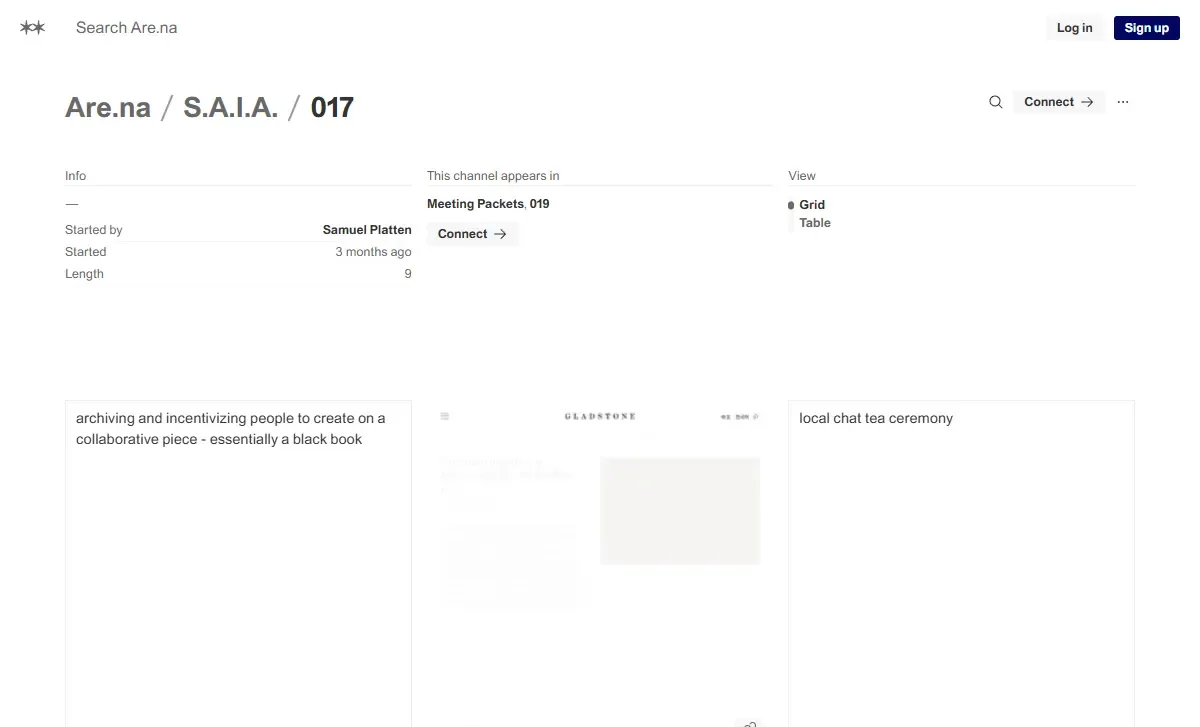 Search Are.na
Log in
Sign up
Are.na / S.A.I.A. / 017
Connect →
···
Info
—
Started by Samuel Platten
Started 3 months ago
Length 9
This channel appears in
Meeting Packets, 019
Connect →
View
Grid
Table
archiving and incentivizing people to create on a
collaborative piece - essentially a black book
GLADSTONE
local chat tea ceremony